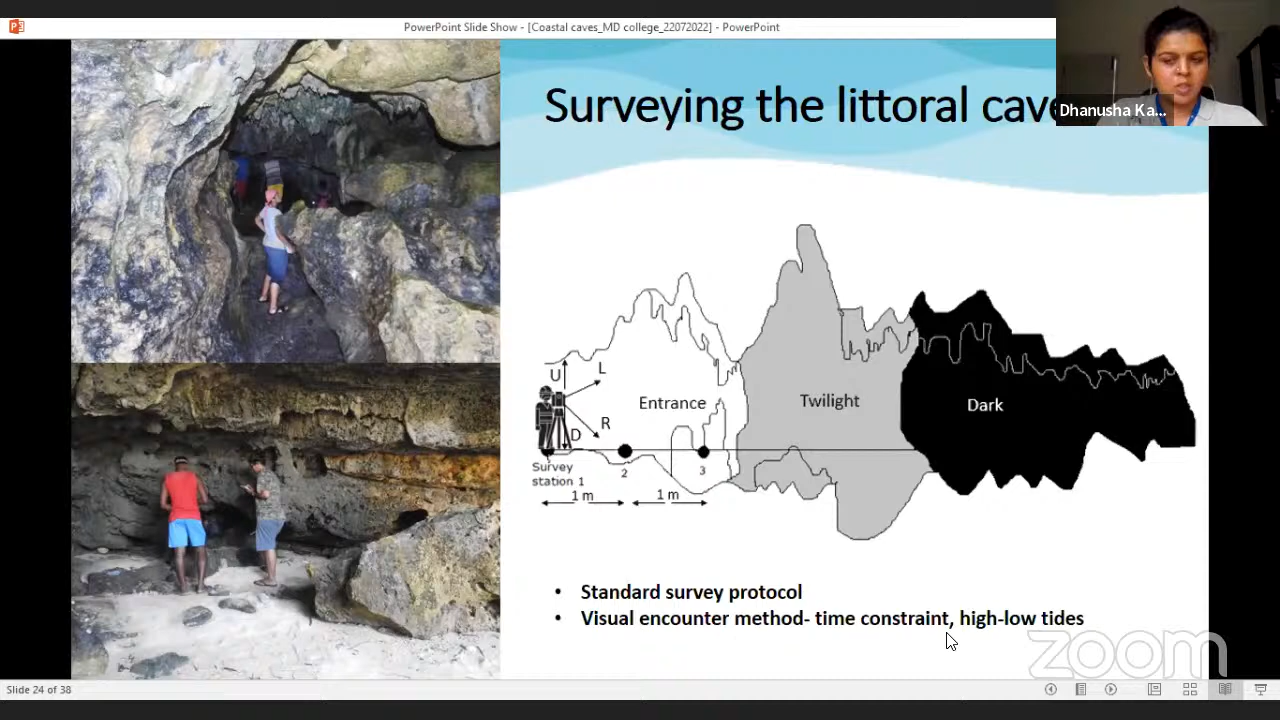 PowerPoint Slide Show - [Coastal caves_MD college_22072022] - PowerPoint
Dhanusha Ka...
Surveying the littoral cave
U
L
R
D
Entrance
Twilight
Dark
Survey
station 1
2
3
1 m
1 m
• Standard survey protocol
• Visual encounter method- time constraint, high-low tides
zoom
Slide 24 of 38